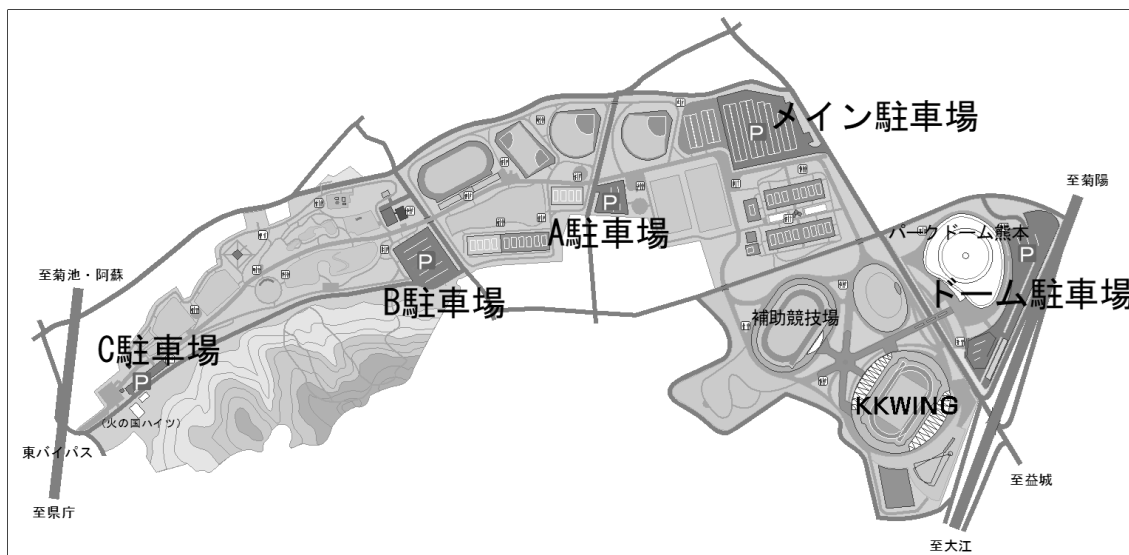 メイン駐車場
P
至菊陽
P
A駐車場
パークドーム熊本
P
至菊池・阿蘇
P
B駐車場
ドーム駐車場
補助競技場
C駐車場
P
KKWING
(火の国ハイツ)
東バイパス
至益城
至県庁
至大江